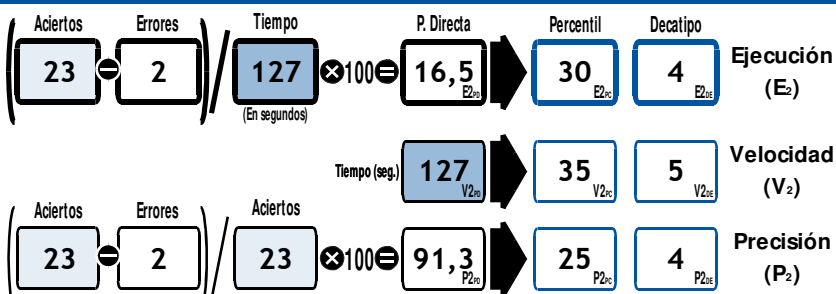 Aciertos Errores Tiempo P. Directa Percentil Decatipo
( 23 - 2 ) / 127 ×100= 16,5 30 4 Ejecución
E2PD E2PC E2DE (E2)
(En segundos)
Tiempo (seg.) 127 35 5 Velocidad
V2PD V2PC V2DE (V2)
Aciertos Errores Aciertos
( 23 - 2 ) / 23 ×100= 91,3 25 4 Precisión
P2PD P2PC P2DE (P2)